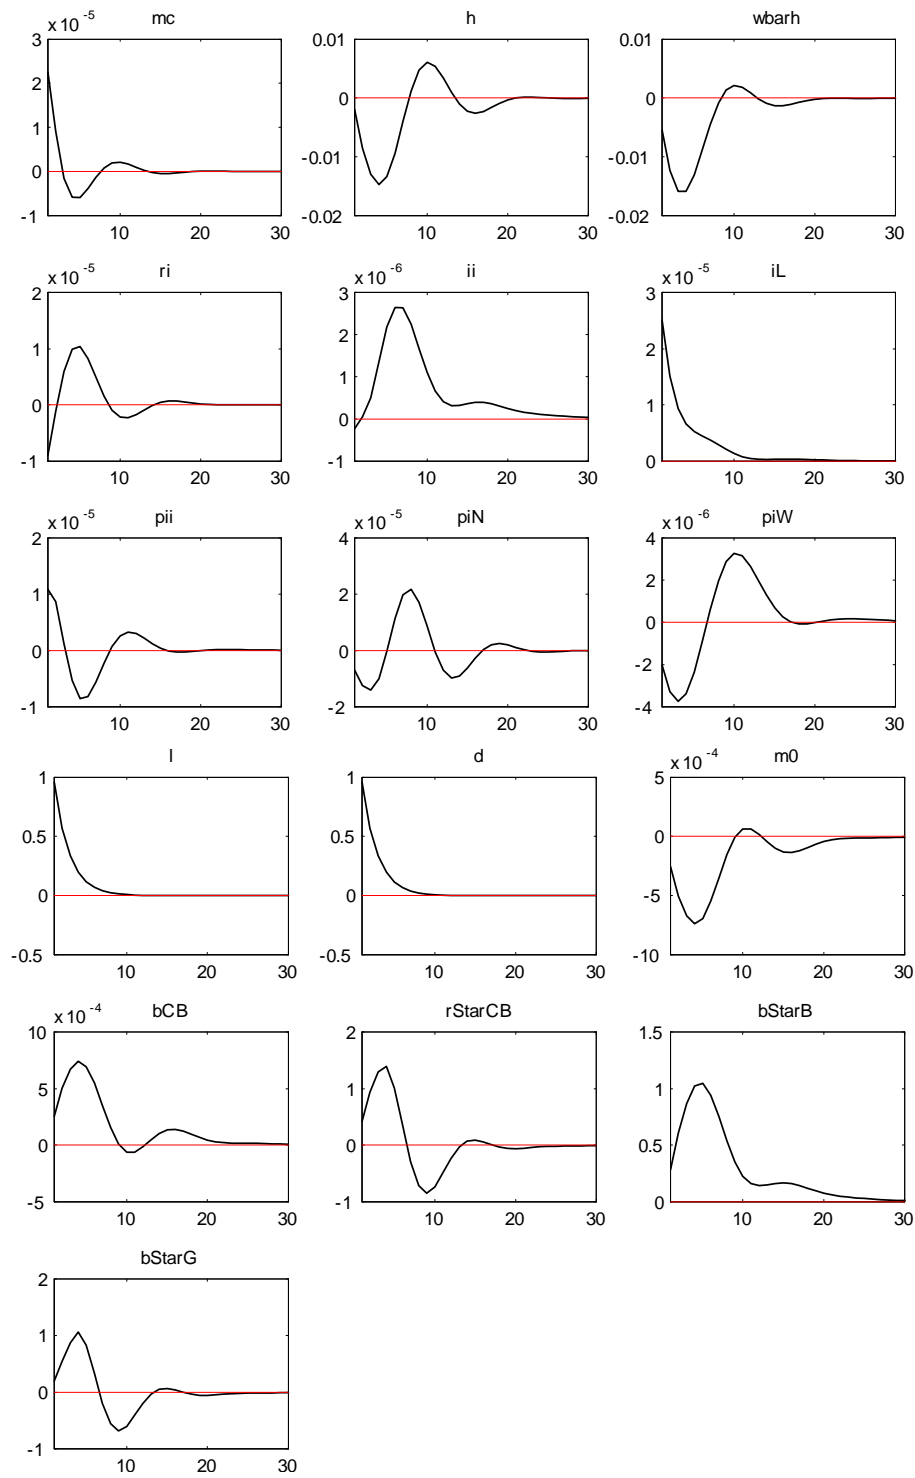 mc h wbarh
x 10 -5
3 0.01 0.01
2
0 0
1
-0.01 -0.01
0
-1 -0.02 -0.02
10 20 30 10 20 30 10 20 30
ri ii iL
x 10 -5 x 10 -6 x 10 -5
2 3 3
1 2 2
0 1
0 1
-1 -1 0
10 20 30 10 20 30 10 20 30
pii piN piW
x 10 -5 x 10 -5 x 10 -6
2 4 4
1 2 2
0 0 0
-2
-1 -2 -4
10 20 30 10 20 30 10 20 30
l d m0
x 10 -4
1 1 5
0.5 0.5 0
0 0 -5
-0.5 -0.5 -10
10 20 30 10 20 30 10 20 30
bCB rStarCB bStarB
x 10 -4
10 2 1.5
5 1 1
0 0 0.5
-5 -1 0
10 20 30 10 20 30 10 20 30
bStarG
2
1
0
-1
10 20 30